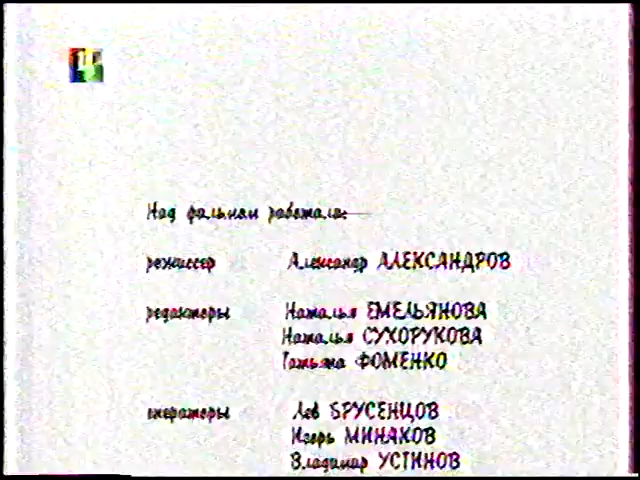 Над фильмом работали:
режиссер Александр АЛЕКСАНДРОВ
редакторы Наталья ЕМЕЛЬЯНОВА
Наталья СУХОРУКОВА
Татьяна ФОМЕНКО
операторы Лев БРУСЕНЦОВ
Игорь МИНАКОВ
Владимир УСТИНОВ